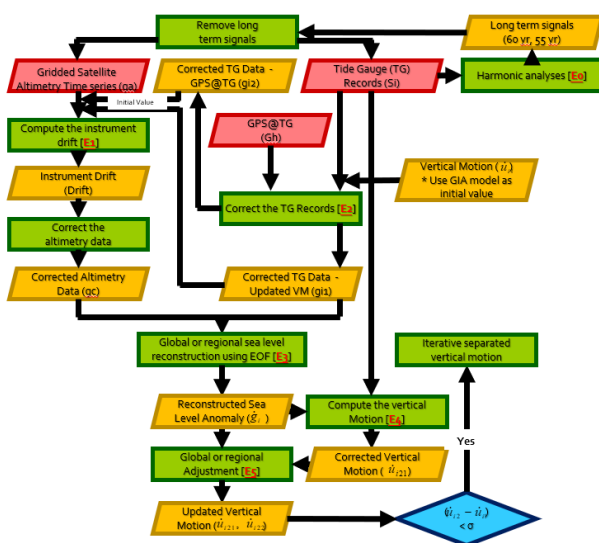 Remove long
term signals
Long term signals
(60 yr, 55 yr)
Gridded Satellite
Altimetry Time series (ga)
Corrected TG Data -
GPS@TG (gi2)
Tide Gauge (TG)
Records (Si)
Harmonic analyses [E0]
Initial Value
GPS@TG
(Gh)
Compute the instrument
drift [E1]
Vertical Motion (u̇ᵢ)
* Use GIA model as
initial value
Instrument Drift
(Drift)
Correct the TG Records [E2]
Correct the
altimetry data
Corrected Altimetry
Data (gc)
Corrected TG Data -
Updated VM (gi1)
Global or regional sea level
reconstruction using EOF [E3]
Iterative separated
vertical motion
Reconstructed Sea
Level Anomaly (ġᵢ )
Compute the vertical
Motion [E4]
Yes
Global or regional
Adjustment [E5]
Corrected Vertical
Motion ( u̇ᵢ₂₁)
Updated Vertical
Motion (u̇ᵢ₂₁, u̇ᵢ₂₂)
(u̇ᵢ₂ − u̇ᵢ)
< σ